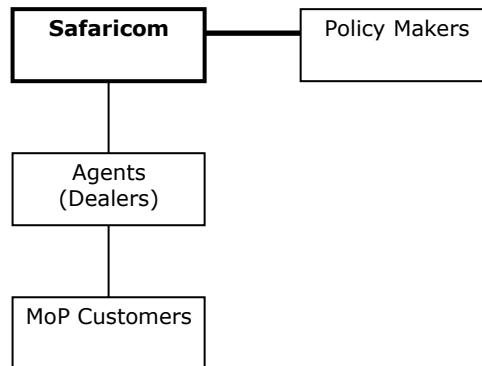 Safaricom
Policy Makers
Agents
(Dealers)
MoP Customers